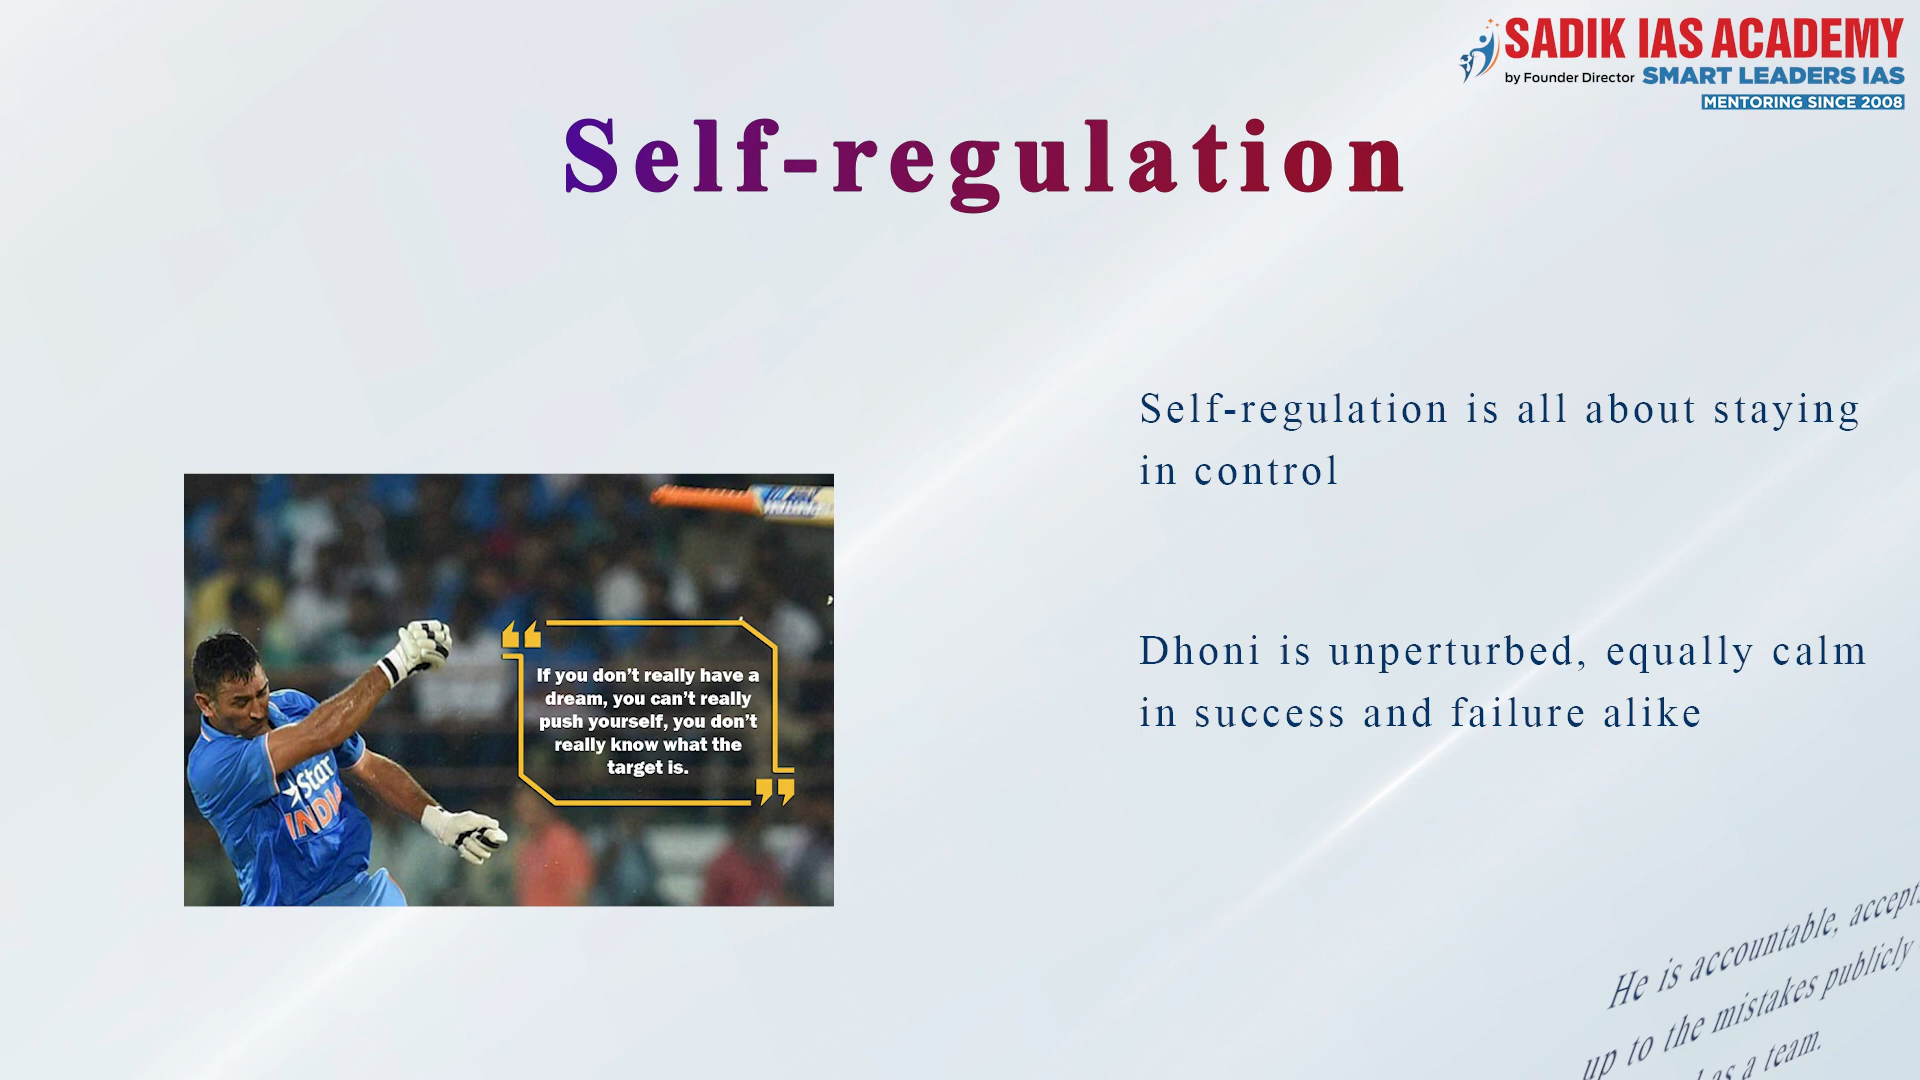 SADIK IAS ACADEMY
by Founder Director SMART LEADERS IAS
MENTORING SINCE 2008
Self-regulation
Self-regulation is all about staying
in control
Dhoni is unperturbed, equally calm
in success and failure alike
If you don't really have a
dream, you can't really
push yourself, you don't
really know what the
target is.
Star
INDIA
He is accountable,
up to the mistakes publicly
as a team.